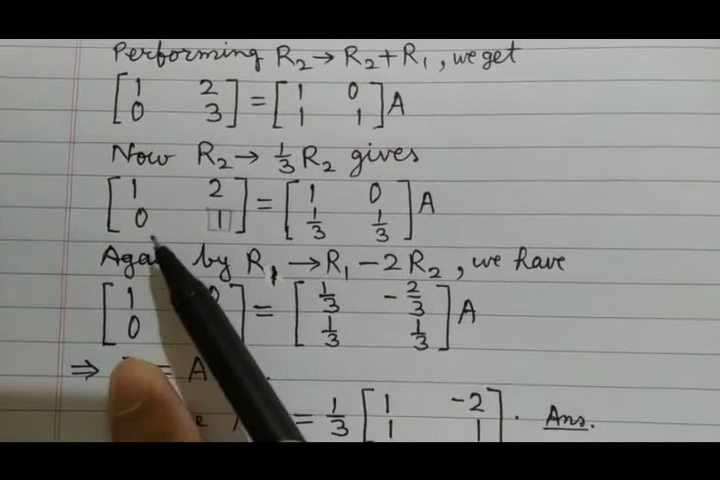 Performing R₂ → R₂ + R₁, we get
[1 2; 0 3] = [1 0; 1 1] A
Now R₂ → 1/3 R₂ gives
[1 2; 0 1] = [1 0; 1/3 1/3] A
by R₁ → R₁ − 2R₂, we have
[1 0; 0 ] = [1/3 −2/3; 1/3 1/3] A
⇒ = A
= 1/3 [1 −2; 1 1]. Ans.